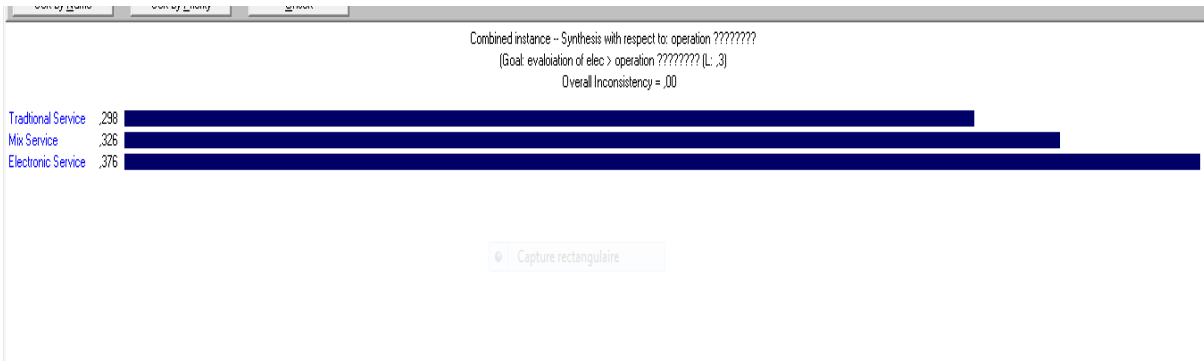 Combined instance -- Synthesis with respect to: operation ????????
(Goal: evaloiation of elec > operation ???????? (L: ,3)
Overall Inconsistency = ,00
Tradtional Service ,298
Mix Service ,326
Electronic Service ,376
Capture rectangulaire